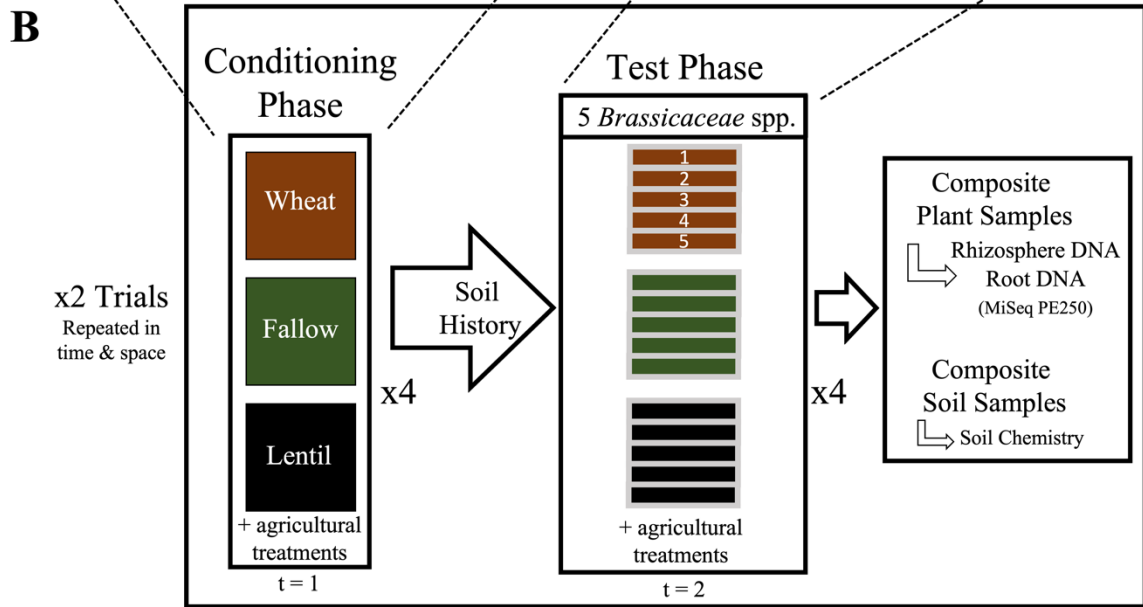 B
Conditioning
Phase
Wheat
Fallow
Lentil
+ agricultural
treatments
t = 1
x2 Trials
Repeated in
time & space
x4
Soil
History
Test Phase
5 Brassicaceae spp.
1
2
3
4
5
+ agricultural
treatments
t = 2
x4
Composite
Plant Samples
Rhizosphere DNA
Root DNA
(MiSeq PE250)
Composite
Soil Samples
Soil Chemistry